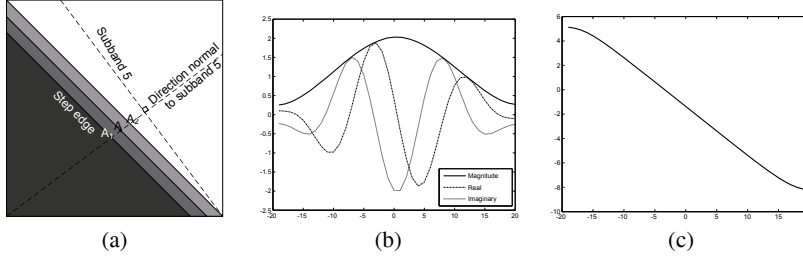 Subband 5
Direction normal
to subband 5
Step edge
A₁
A
A₂
2.5
2
1.5
1
0.5
0
-0.5
-1
-1.5
-2
-2.5
-20
-15
-10
-5
0
5
10
15
20
Magnitude
Real
Imaginary
6
4
2
0
-2
-4
-6
-8
-10
-20
-15
-10
-5
0
5
10
15
(a)
(b)
(c)